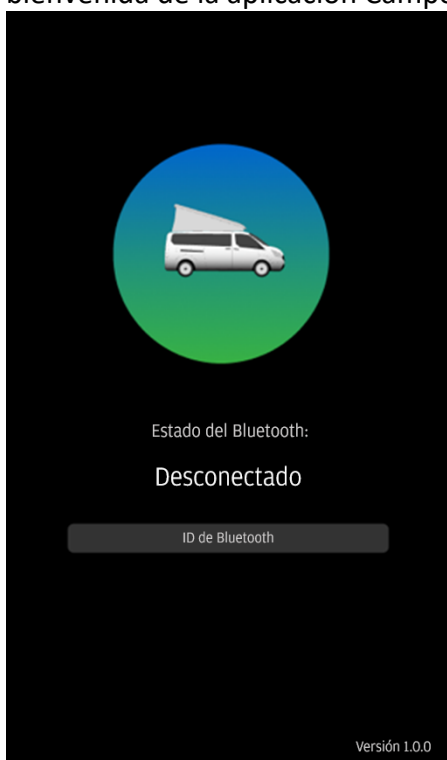 bienvenida de la aplicación
Estado del Bluetooth:
Desconectado
ID de Bluetooth
Versión 1.0.0